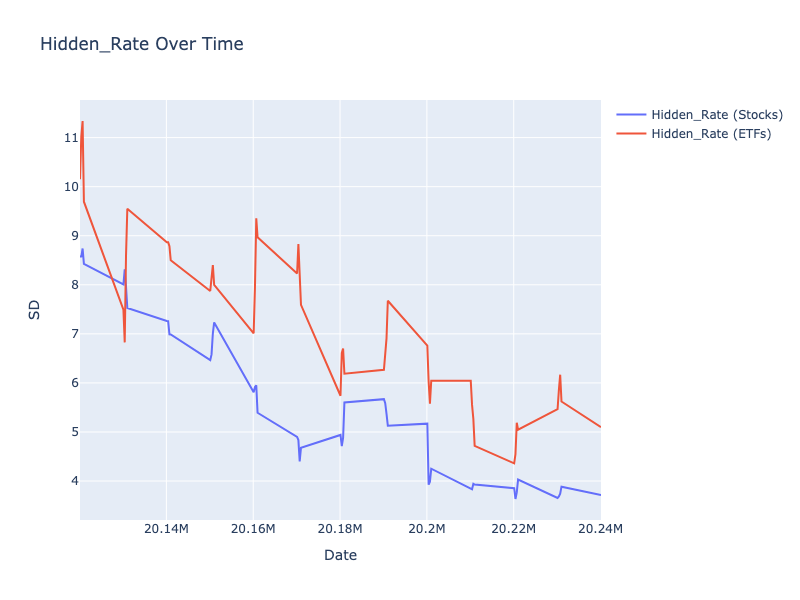 Hidden_Rate Over Time
Hidden_Rate (Stocks)
Hidden_Rate (ETFs)
11
10
9
8
7
6
5
4
SD
20.14M
20.16M
20.18M
20.2M
20.22M
20.24M
Date